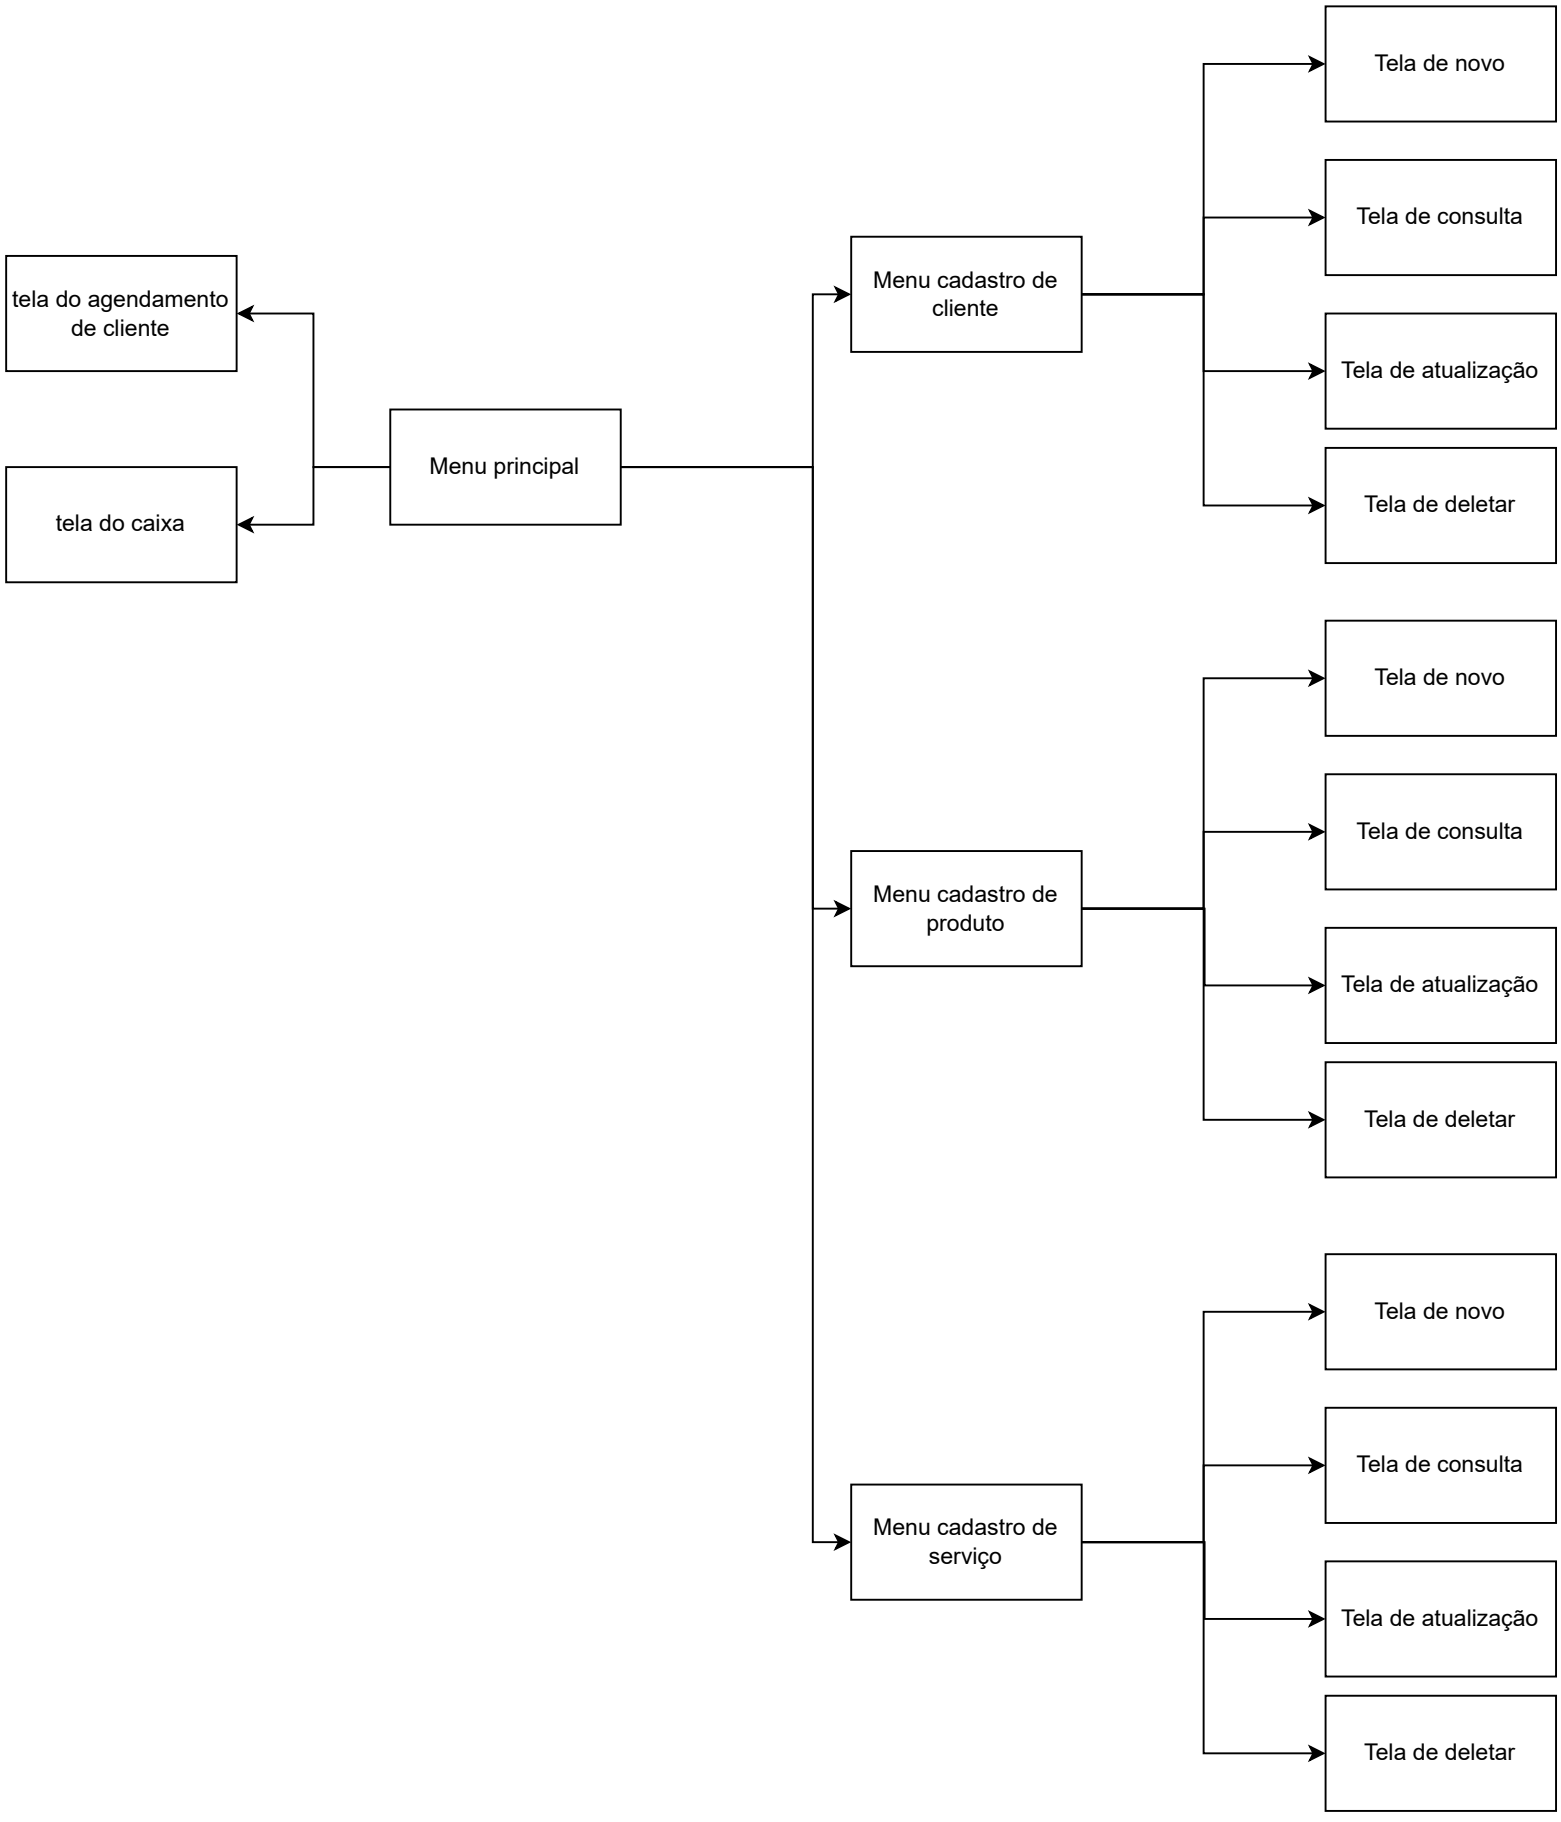 tela do agendamento
de cliente
tela do caixa
Menu principal
Menu cadastro de
cliente
Tela de novo
Tela de consulta
Tela de atualização
Tela de deletar
Menu cadastro de
produto
Tela de novo
Tela de consulta
Tela de atualização
Tela de deletar
Menu cadastro de
serviço
Tela de novo
Tela de consulta
Tela de atualização
Tela de deletar